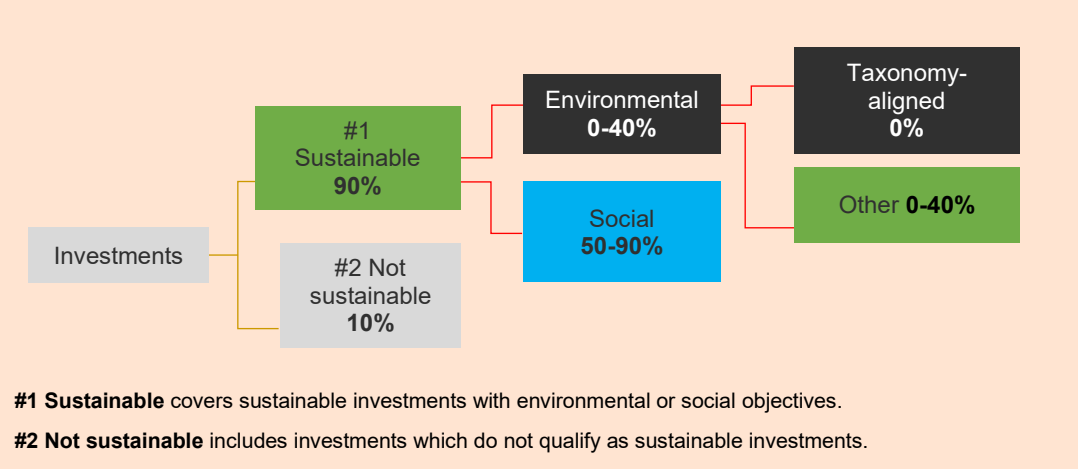 Investments
#1
Sustainable
90%
#2 Not
sustainable
10%
Environmental
0-40%
Social
50-90%
Taxonomy-
aligned
0%
Other 0-40%
#1 Sustainable covers sustainable investments with environmental or social objectives.
#2 Not sustainable includes investments which do not qualify as sustainable investments.